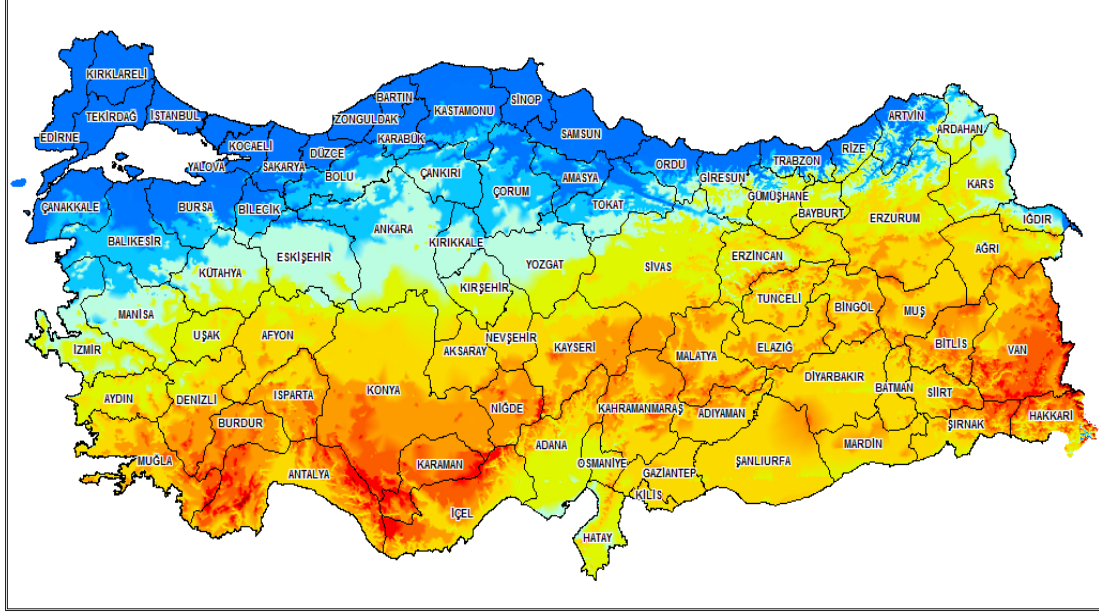 KIRKLARELİ
TEKİRDAĞ
İSTANBUL
EDİRNE
KOCAELİ
YALOVA
SAKARYA
DÜZCE
ZONGULDAK
BARTIN
KARABÜK
KASTAMONU
SİNOP
BOLU
ÇANKIRI
ÇORUM
SAMSUN
AMASYA
TOKAT
ORDU
GİRESUN
TRABZON
RİZE
ARTVİN
ARDAHAN
GÜMÜŞHANE
BAYBURT
ERZURUM
KARS
IĞDIR
ÇANAKKALE
BURSA
BİLECİK
BALIKESİR
KÜTAHYA
ESKİŞEHİR
ANKARA
KIRIKKALE
YOZGAT
KIRŞEHİR
SİVAS
ERZİNCAN
TUNCELİ
BİNGÖL
MUŞ
AĞRI
MANİSA
UŞAK
AFYON
İZMİR
AKSARAY
NEVŞEHİR
KAYSERİ
MALATYA
ELAZIĞ
BİTLİS
VAN
AYDIN
DENİZLİ
ISPARTA
BURDUR
KONYA
NİĞDE
KAHRAMANMARAŞ
ADIYAMAN
DİYARBAKIR
BATMAN
SİİRT
ŞIRNAK
HAKKARİ
MUĞLA
ANTALYA
KARAMAN
İÇEL
ADANA
OSMANİYE
GAZİANTEP
KİLİS
ŞANLIURFA
MARDİN
HATAY